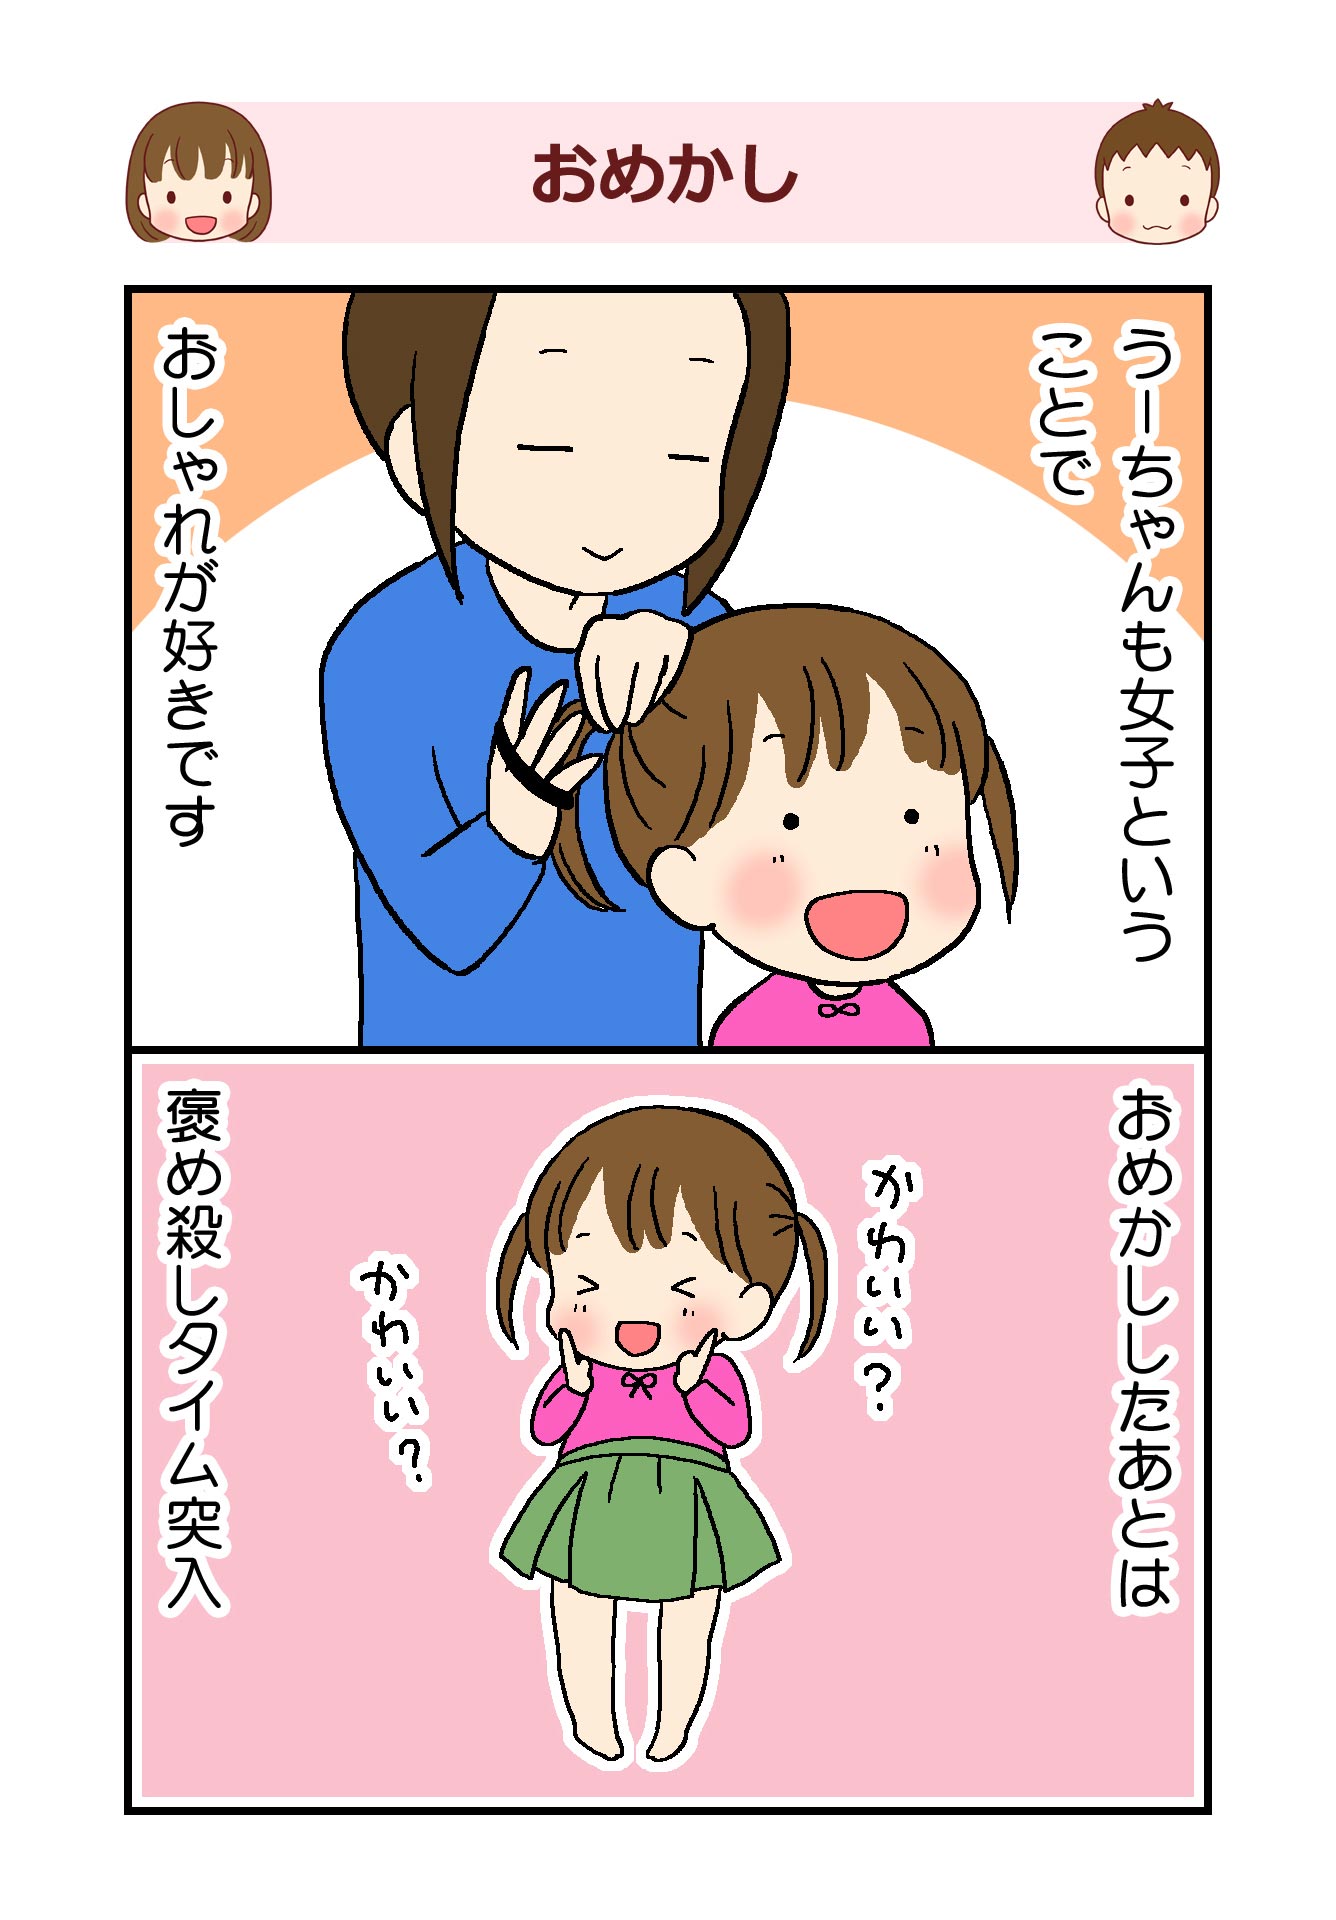 おめかし
うーちゃんも女子という
ことで
おしゃれが好きです
おめかししたあとは
かわいい?
かわいい?
褒め殺しタイム突入